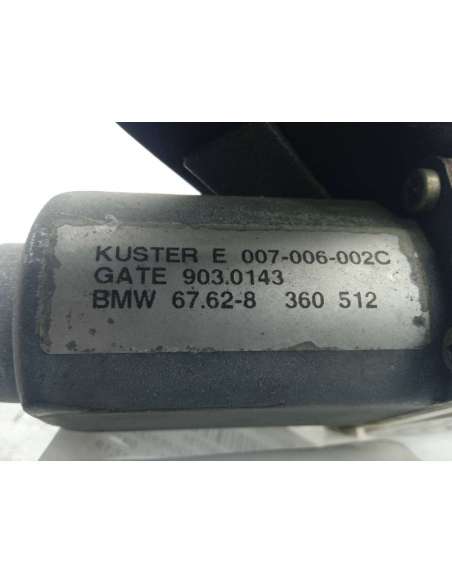 KUSTER E 007-006-002C
GATE 903.0143
BMW 67.62-8 360 512